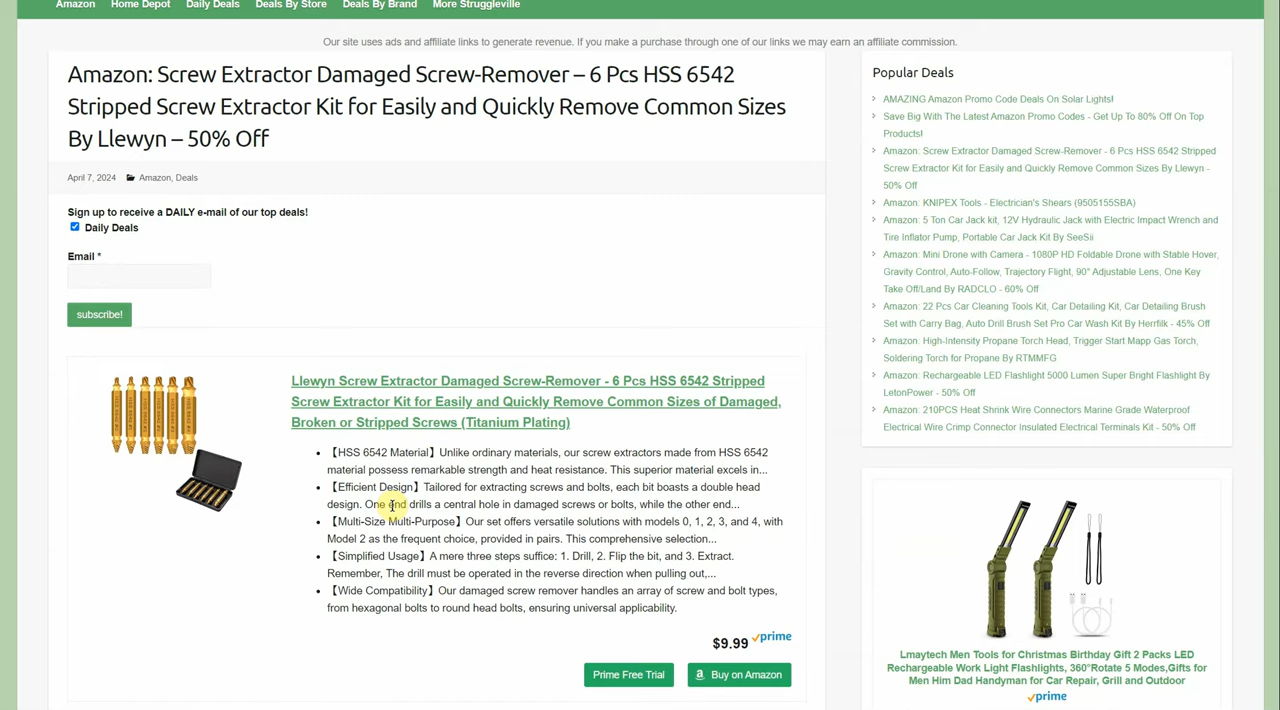 Amazon Home Depot Daily Deals Deals By Store Deals By Brand More Struggleville
Our site uses ads and affiliate links to generate revenue. If you make a purchase through one of our links we may earn an affiliate commission.
Amazon: Screw Extractor Damaged Screw-Remover – 6 Pcs HSS 6542
Stripped Screw Extractor Kit for Easily and Quickly Remove Common Sizes
By Llewyn – 50% Off
April 7, 2024 Amazon, Deals
Sign up to receive a DAILY e-mail of our top deals!
Daily Deals
Email *
subscribe!
Llewyn Screw Extractor Damaged Screw-Remover - 6 Pcs HSS 6542 Stripped
Screw Extractor Kit for Easily and Quickly Remove Common Sizes of Damaged,
Broken or Stripped Screws (Titanium Plating)
• 【HSS 6542 Material】Unlike ordinary materials, our screw extractors made from HSS 6542
material possess remarkable strength and heat resistance. This superior material excels in...
• 【Efficient Design】Tailored for extracting screws and bolts, each bit boasts a double head
design. One end drills a central hole in damaged screws or bolts, while the other end...
• 【Multi-Size Multi-Purpose】Our set offers versatile solutions with models 0, 1, 2, 3, and 4, with
Model 2 as the frequent choice, provided in pairs. This comprehensive selection...
• 【Simplified Usage】A mere three steps suffice: 1. Drill, 2. Flip the bit, and 3. Extract.
Remember, The drill must be operated in the reverse direction when pulling out,...
• 【Wide Compatibility】Our damaged screw remover handles an array of screw and bolt types,
from hexagonal bolts to round head bolts, ensuring universal applicability.
$9.99 prime
Prime Free Trial Buy on Amazon
Popular Deals
AMAZING Amazon Promo Code Deals On Solar Lights!
Save Big With The Latest Amazon Promo Codes - Get Up To 80% Off On Top
Products!
Amazon: Screw Extractor Damaged Screw-Remover - 6 Pcs HSS 6542 Stripped
Screw Extractor Kit for Easily and Quickly Remove Common Sizes By Llewyn -
50% Off
Amazon: KNIPEX Tools - Electrician's Shears (9505155SBA)
Amazon: 5 Ton Car Jack kit, 12V Hydraulic Jack with Electric Impact Wrench and
Tire Inflator Pump, Portable Car Jack Kit By SeeSii
Amazon: Mini Drone with Camera - 1080P HD Foldable Drone with Stable Hover,
Gravity Control, Auto-Follow, Trajectory Flight, 90° Adjustable Lens, One Key
Take Off/Land By RADCLO - 60% Off
Amazon: 22 Pcs Car Cleaning Tools Kit, Car Detailing Kit, Car Detailing Brush
Set with Carry Bag, Auto Drill Brush Set Pro Car Wash Kit By Herrfilk - 45% Off
Amazon: High-Intensity Propane Torch Head, Trigger Start Mapp Gas Torch,
Soldering Torch for Propane By RTMMFG
Amazon: Rechargeable LED Flashlight 5000 Lumen Super Bright Flashlight By
LetonPower - 50% Off
Amazon: 210PCS Heat Shrink Wire Connectors Marine Grade Waterproof
Electrical Wire Crimp Connector Insulated Electrical Terminals Kit - 50% Off
Lmaytech Men Tools for Christmas Birthday Gift 2 Packs LED
Rechargeable Work Light Flashlights, 360°Rotate 5 Modes,Gifts for
Men Him Dad Handyman for Car Repair, Grill and Outdoor
prime